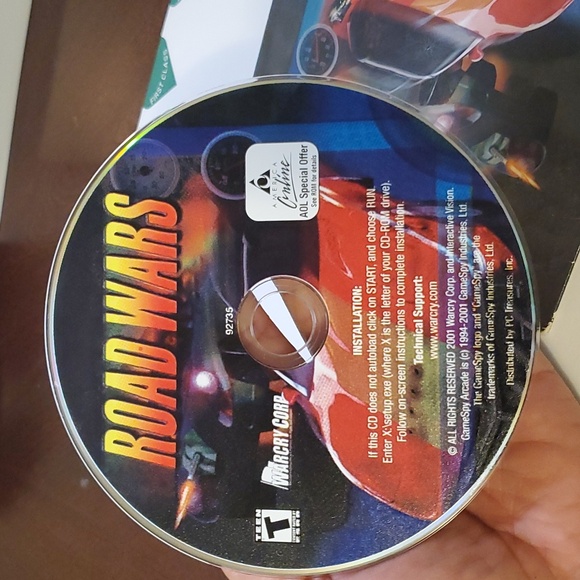 ROAD WARS
AMERICA
Online
AOL Special Offer
See ROM for details
92735
WARCRY CORP
TEEN
T
ESRB
INSTALLATION:
If this CD does not autoload click on START, and choose RUN.
Enter X:\setup.exe (where X is the letter of your CD-ROM drive).
Follow on-screen instructions to complete installation.
Technical Support:
www.warcry.com
© ALL RIGHTS RESERVED 2001 Warcry Corp. and Interactive Vision.
GameSpy Arcade is (c) 1994-2001 GameSpy Industries, Ltd.
The GameSpy logo and "GameSpy" are the
trademarks of GameSpy Industries, Ltd.
Distributed by PC Treasures, Inc.
FIRST CLASS